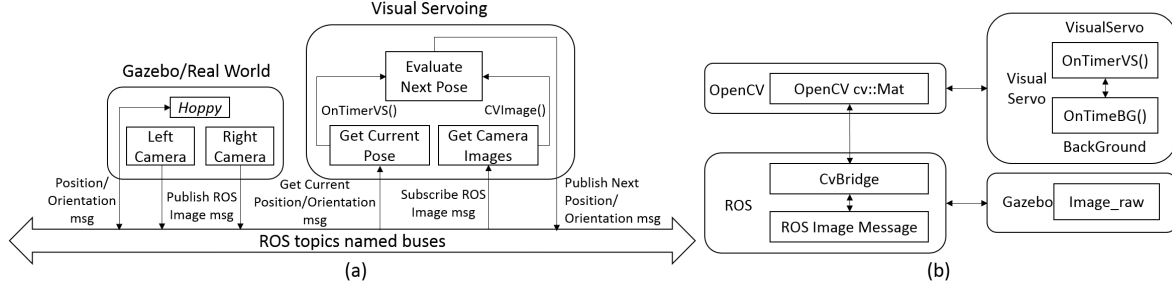 Visual Servoing
Gazebo/Real World
Hoppy
Left
Camera
Right
Camera
Evaluate
Next Pose
OnTimerVS()
CVImage()
Get Current
Pose
Get Camera
Images
Position/
Orientation
msg
Publish ROS
Image msg
Get Current
Position/Orientation
msg
Subscribe ROS
Image msg
Publish Next
Position/
Orientation msg
ROS topics named buses
(a)
OpenCV
OpenCV cv::Mat
VisualServo
Visual
Servo
OnTimerVS()
OnTimeBG()
BackGround
ROS
CvBridge
ROS Image Message
Gazebo
Image_raw
(b)